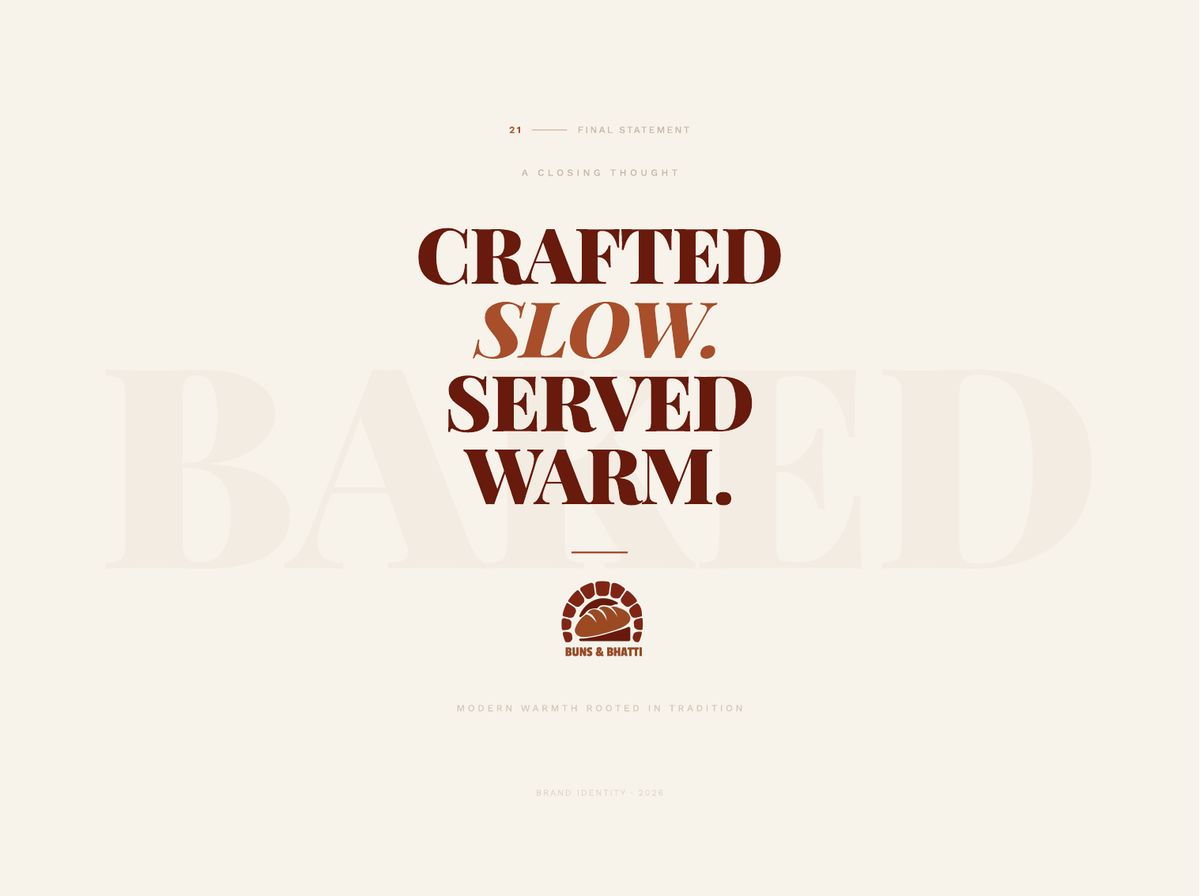 21 — FINAL STATEMENT
A CLOSING THOUGHT
CRAFTED
SLOW.
SERVED
WARM.
BAKED
BUNS & BHATTI
MODERN WARMTH ROOTED IN TRADITION
BRAND IDENTITY · 2026